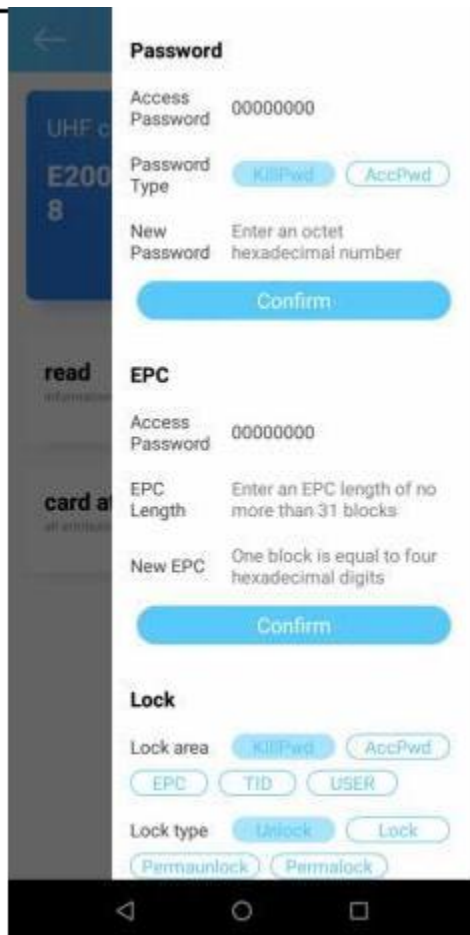 Password
Access
Password
00000000
Password
Type
KillPwd
AccPwd
New
Password
Enter an octet
hexadecimal number
Confirm
EPC
Access
Password
00000000
EPC
Length
Enter an EPC length of no
more than 31 blocks
New EPC
One block is equal to four
hexadecimal digits
Confirm
Lock
Lock area
KillPwd
AccPwd
EPC
TID
USER
Lock type
Unlock
Lock
Permaunlock
Permalock
UHF c
E200
8
read
card at